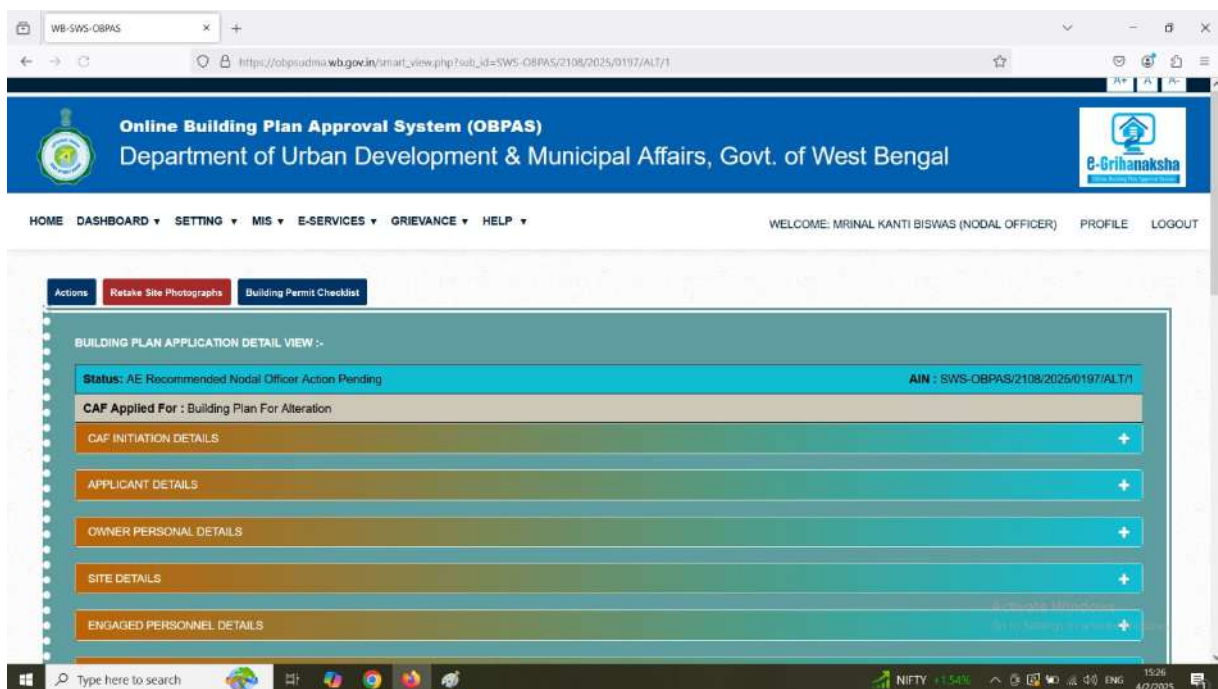 WB-SWS-OBPAS
https://obpsudma.wb.gov.in/smart_view.php?sub_id=SWS-OBPAS/2108/2025/0197/ALT/1
A+ A A-
Online Building Plan Approval System (OBPAS)
Department of Urban Development & Municipal Affairs, Govt. of West Bengal
e-Grihanaksha
HOME DASHBOARD ▾ SETTING ▾ MIS ▾ E-SERVICES ▾ GRIEVANCE ▾ HELP ▾ WELCOME: MRINAL KANTI BISWAS (NODAL OFFICER) PROFILE LOGOUT
Actions Retake Site Photographs Building Permit Checklist
BUILDING PLAN APPLICATION DETAIL VIEW :-
Status: AE Recommended Nodal Officer Action Pending AIN : SWS-OBPAS/2108/2025/0197/ALT/1
CAF Applied For : Building Plan For Alteration
CAF INITIATION DETAILS
APPLICANT DETAILS
OWNER PERSONAL DETAILS
SITE DETAILS
Activate Windows
ENGAGED PERSONNEL DETAILS
Type here to search NIFTY +1.54% ENG 15:26
4/2/2025